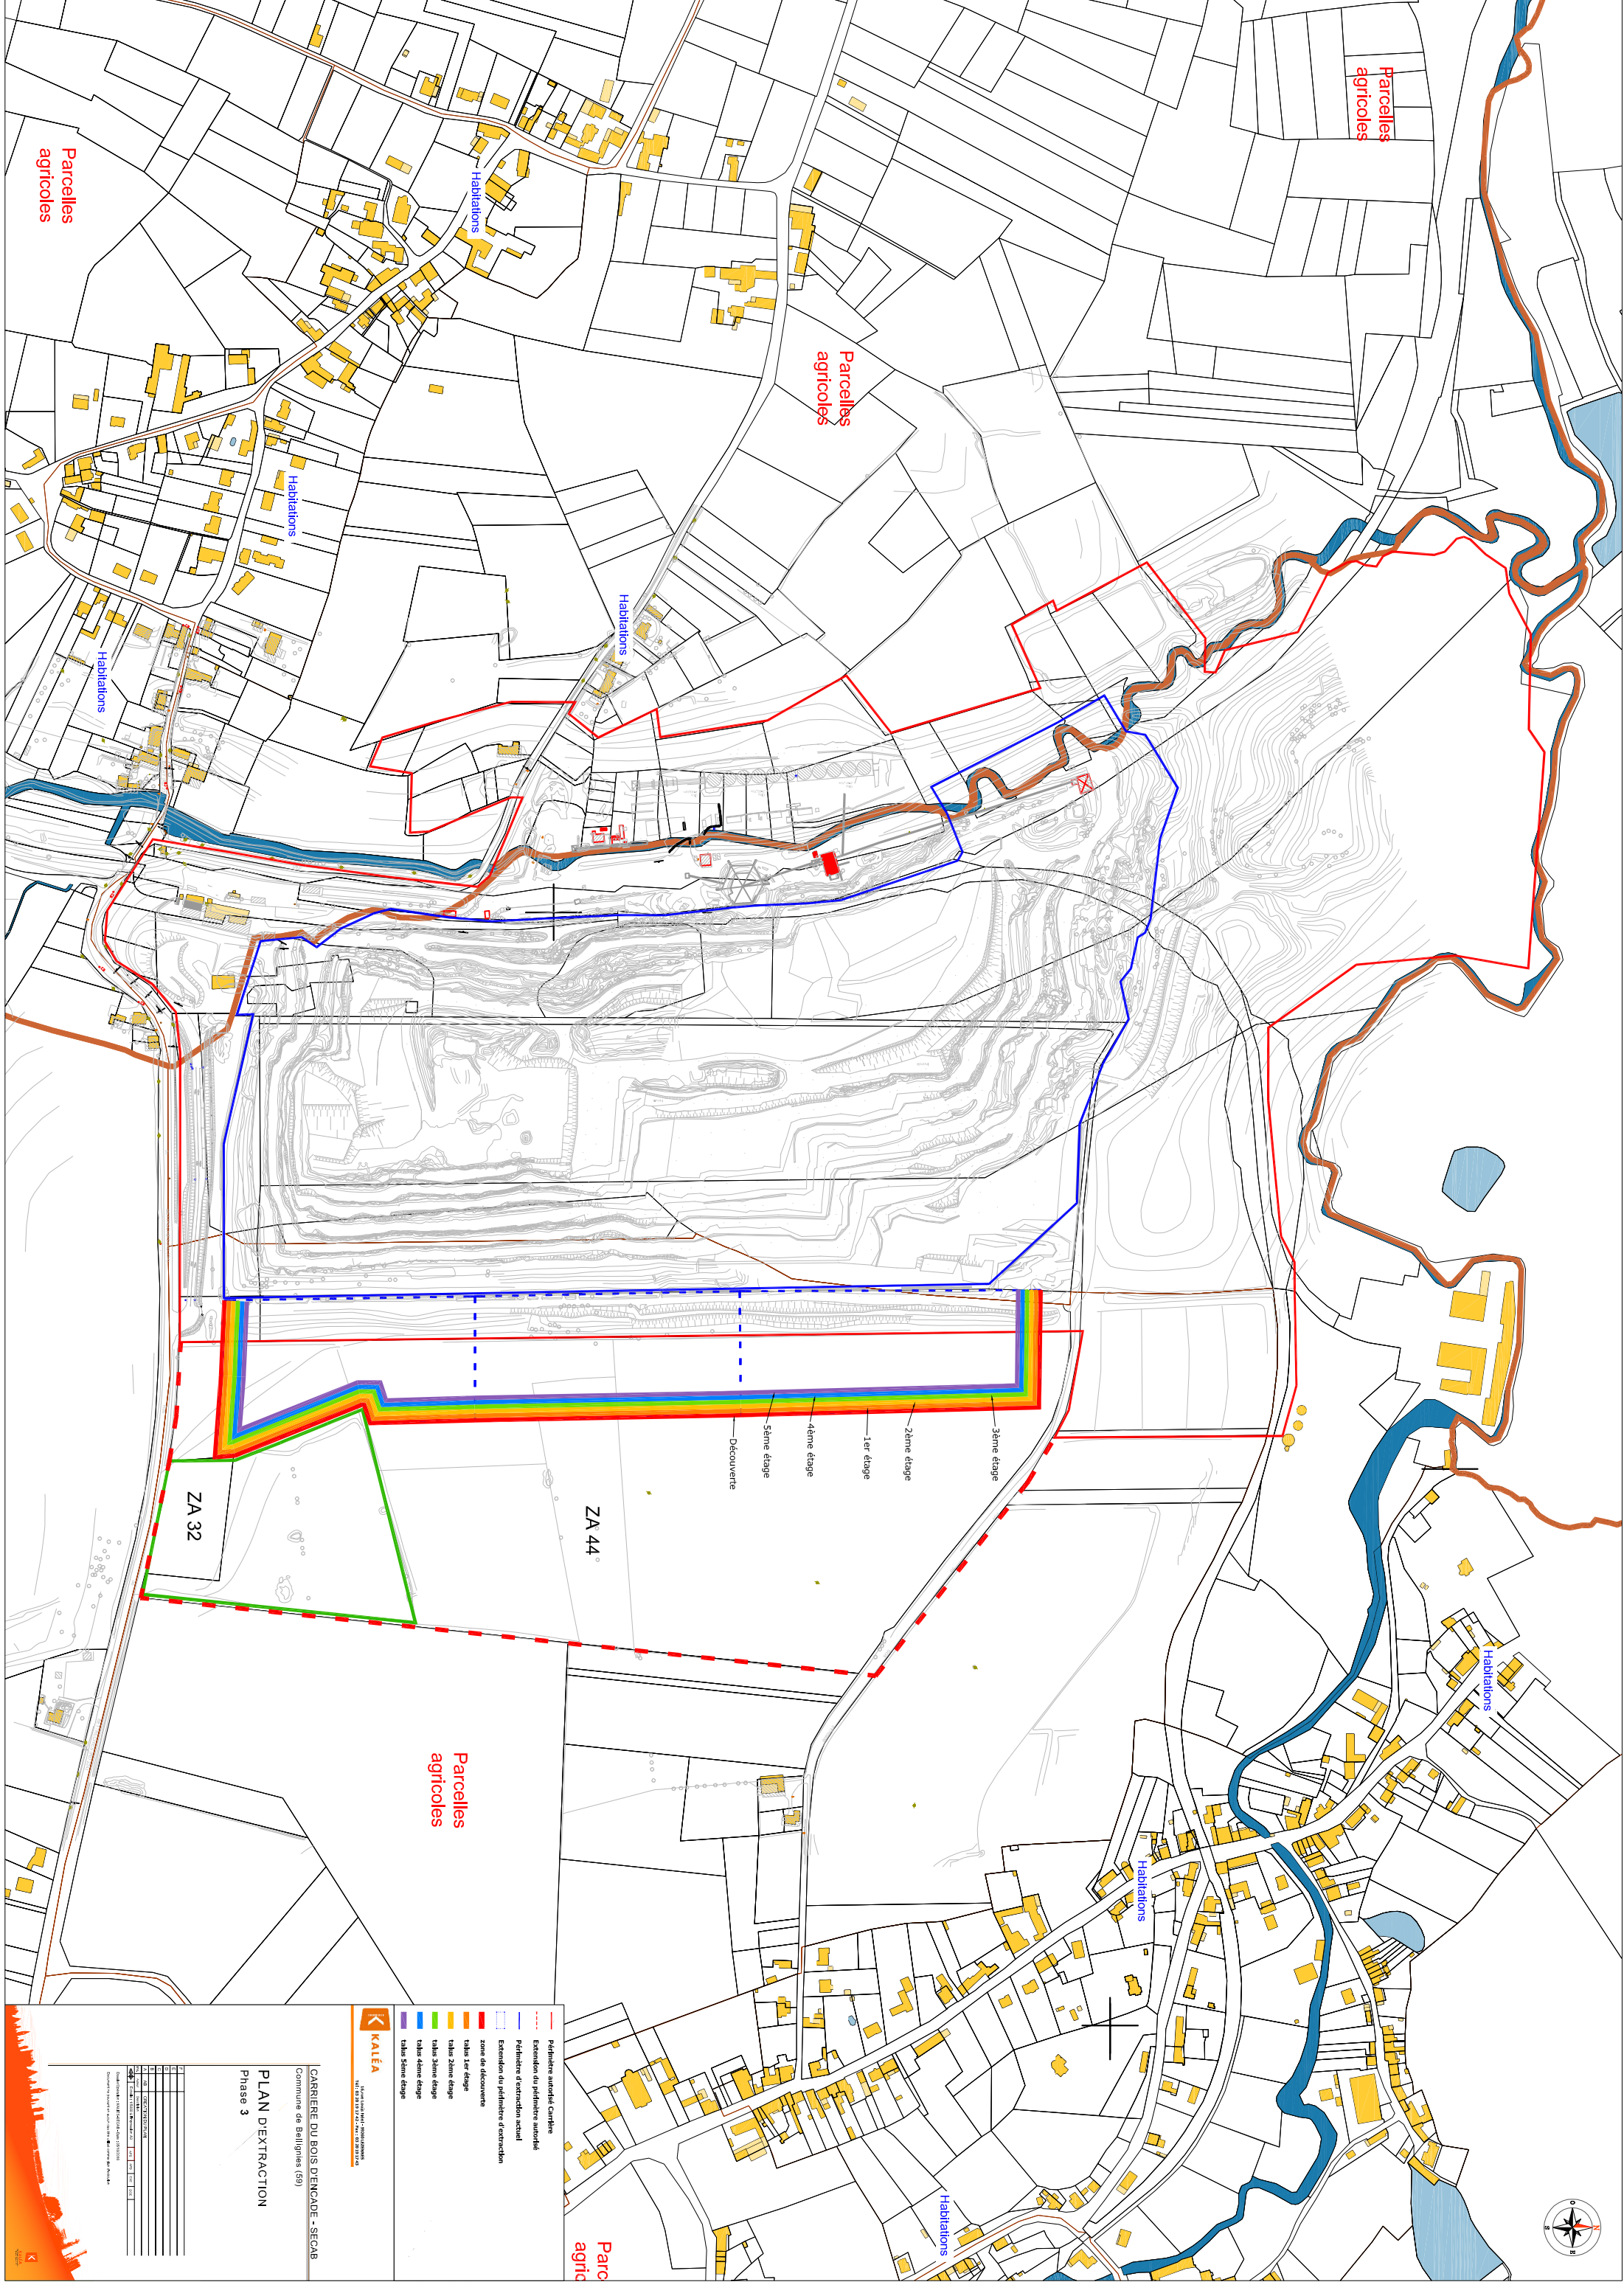 Parcelles
agricoles
Parcelles
agricoles
Habitations
Parcelles
agricoles
Habitations
Habitations
Habitations
3ème étage
2ème étage
1er étage
4ème étage
5ème étage
Découverte
ZA 44
ZA 32
Habitations
Parcelles
agricoles
Habitations
Habitations
Parc
agric
Périmètre autorisé Carrière
Extension du périmètre autorisé
Périmètre d'extraction actuel
Extension du périmètre d'extraction
zone de découverte
talus 1er étage
talus 2ème étage
talus 3ème étage
talus 4ème étage
talus 5ème étage
KALÉA
CARRIERE DU BOIS D'ENCADE - SECAB
Commune de Bellignies (59)
PLAN D'EXTRACTION
Phase 3
N
O
E
S